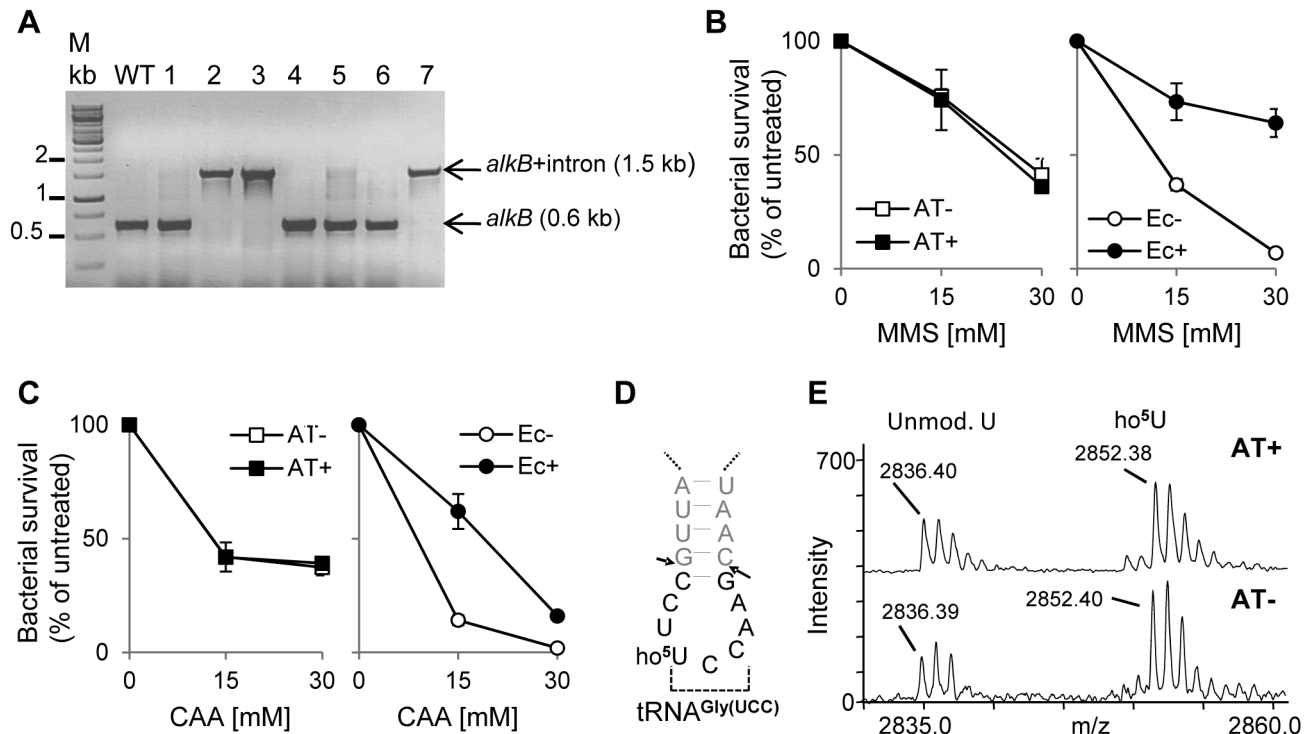 A
M
kb WT 1 2 3 4 5 6 7
2
1
0.5
alkB+intron (1.5 kb)
alkB (0.6 kb)
B
Bacterial survival
(% of untreated)
100
50
0
AT-
AT+
0 15 30
MMS [mM]
Ec-
Ec+
0 15 30
MMS [mM]
C
Bacterial survival
(% of untreated)
100
50
0
AT-
AT+
0 15 30
CAA [mM]
Ec-
Ec+
0 15 30
CAA [mM]
D
A U
U A
U A
G C
C G
C A
U A
ho⁵U C C
tRNAGly(UCC)
E
Unmod. U ho⁵U
AT+
700
2836.40
2852.38
AT-
2836.39
2852.40
Intensity
0
2835.0 m/z 2860.0